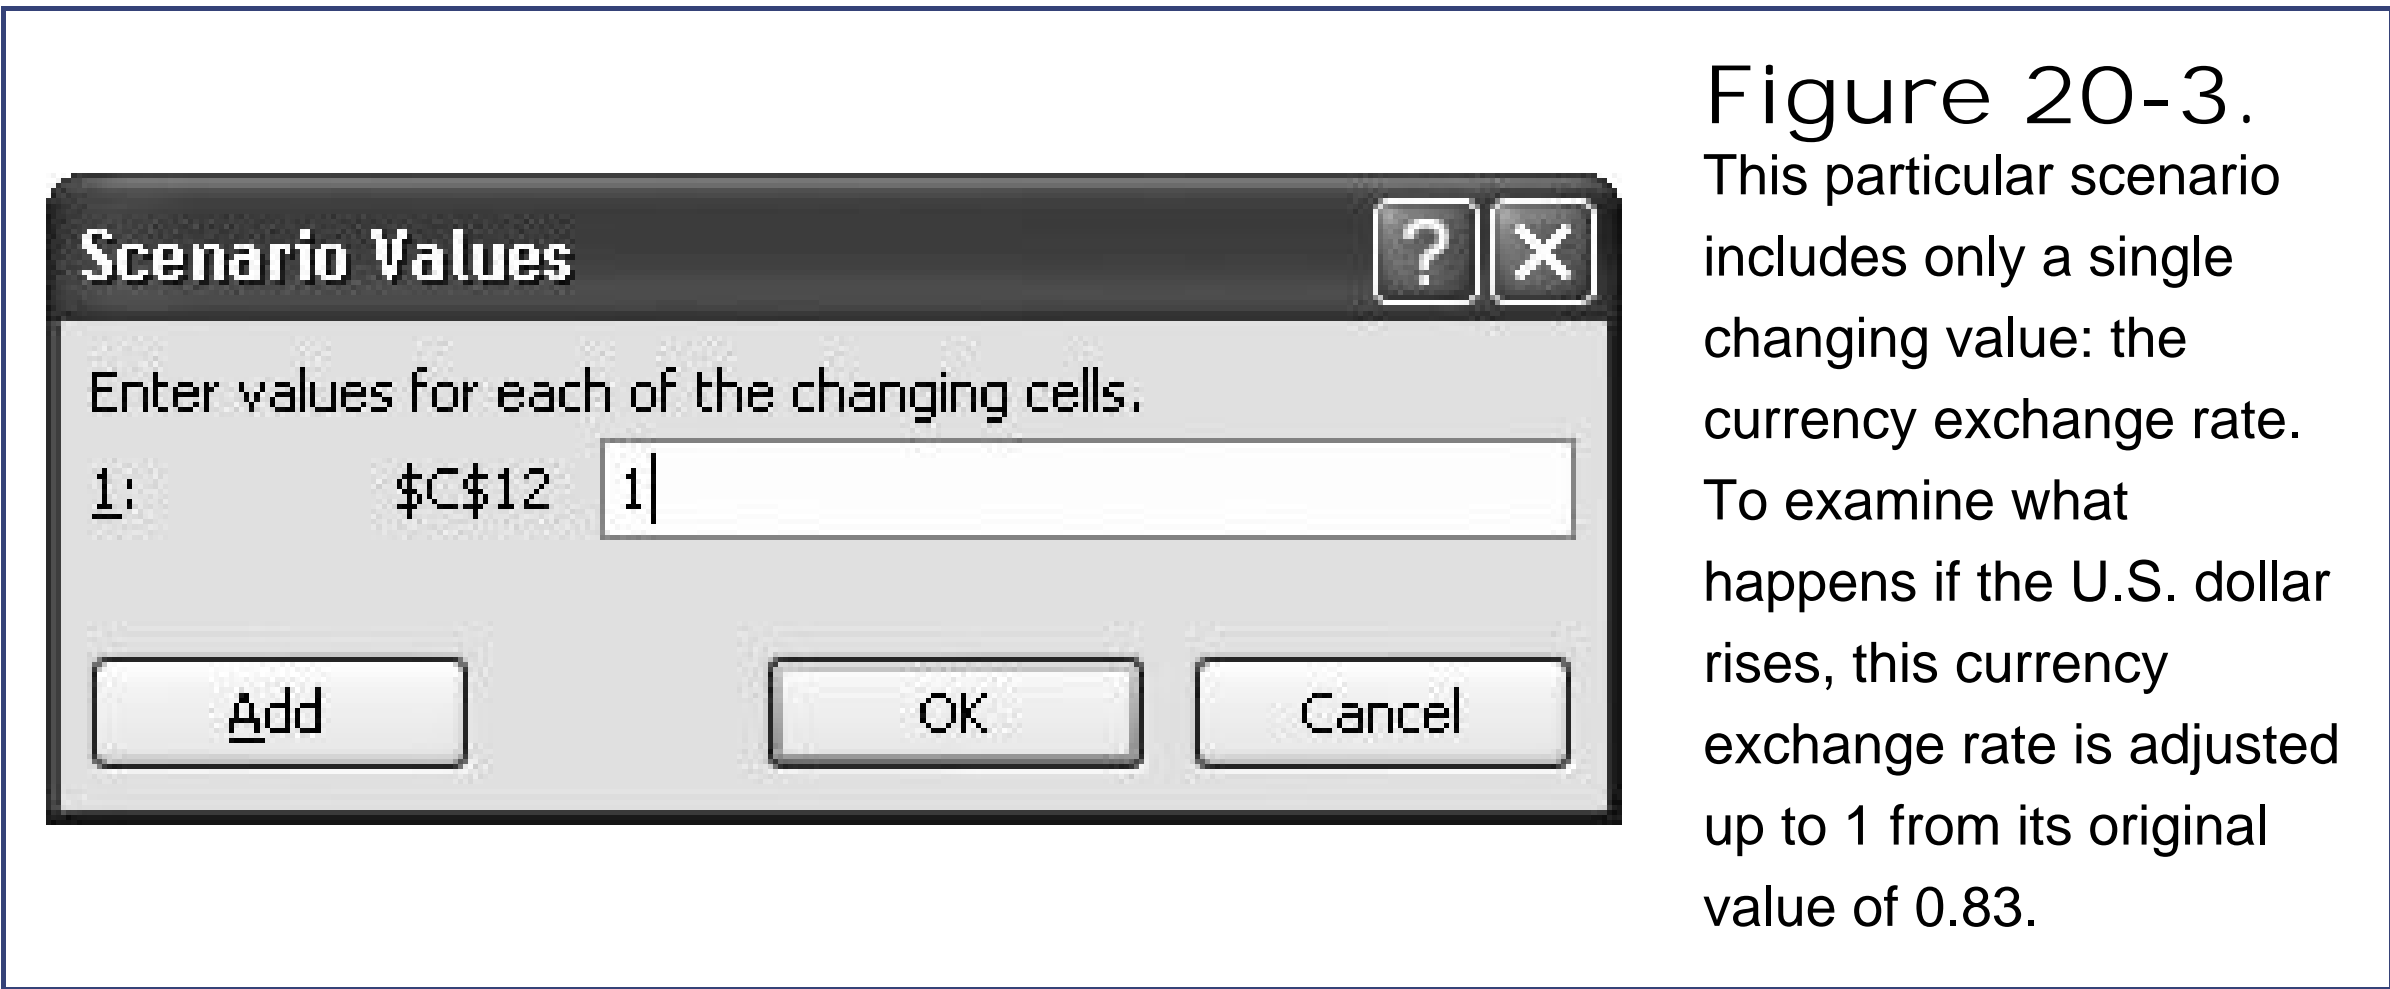 Scenario Values
Enter values for each of the changing cells.
1: $C$12 1
Add OK Cancel
Figure 20-3.
This particular scenario
includes only a single
changing value: the
currency exchange rate.
To examine what
happens if the U.S. dollar
rises, this currency
exchange rate is adjusted
up to 1 from its original
value of 0.83.